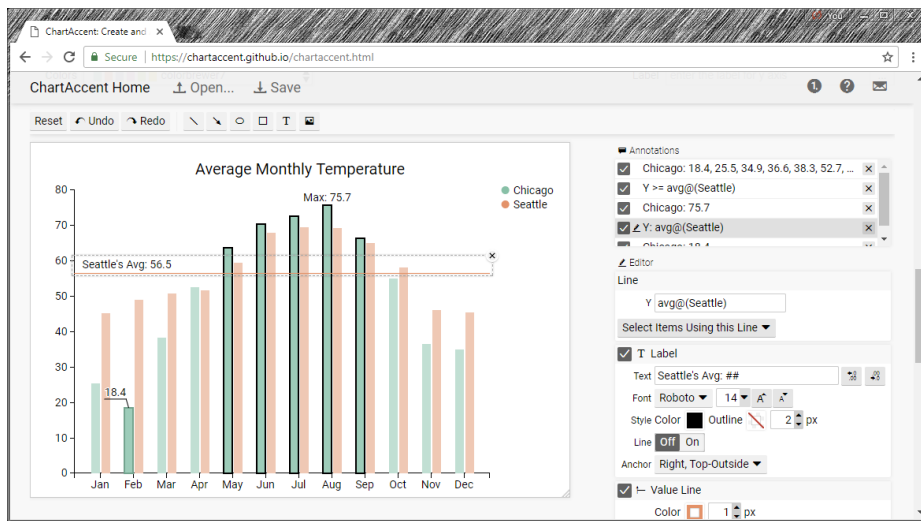 You
ChartAccent: Create and
Secure | https://chartaccent.github.io/chartaccent.html
ChartAccent Home Open... Save
Reset Undo Redo T
Average Monthly Temperature
Chicago
Seattle
80
70
60
50
40
30
20
10
0
Max: 75.7
Seattle's Avg: 56.5
18.4
Jan Feb Mar Apr May Jun Jul Aug Sep Oct Nov Dec
Annotations
Chicago: 18.4, 25.5, 34.9, 36.6, 38.3, 52.7, ...
Y >= avg@(Seattle)
Chicago: 75.7
Y: avg@(Seattle)
Chicago: 18.4
Editor
Line
Y avg@(Seattle)
Select Items Using this Line
T Label
Text Seattle's Avg: ##
Font Roboto 14 A A
Style Color Outline 2 px
Line Off On
Anchor Right, Top-Outside
Value Line
Color 1 px